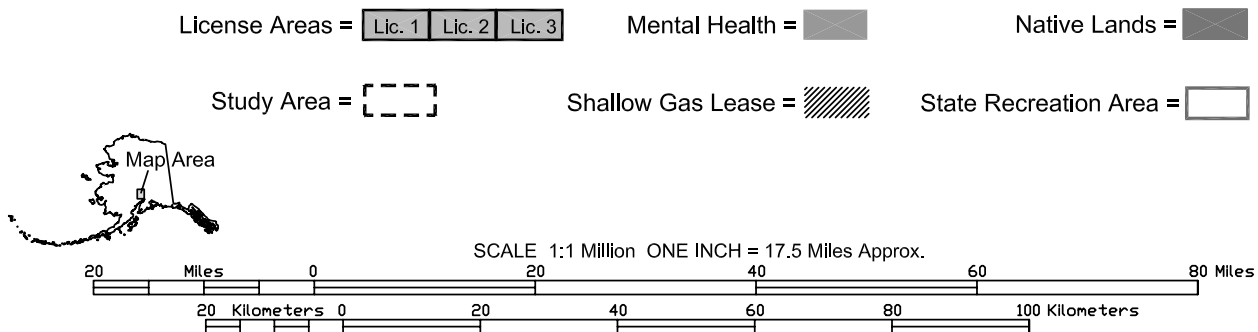 License Areas = Lic. 1 Lic. 2 Lic. 3 Mental Health = Native Lands =
Study Area = Shallow Gas Lease = State Recreation Area =
Map Area
SCALE 1:1 Million ONE INCH = 17.5 Miles Approx.
20 Miles 0 20 40 60 80 Miles
20 Kilometers 0 20 40 60 80 100 Kilometers